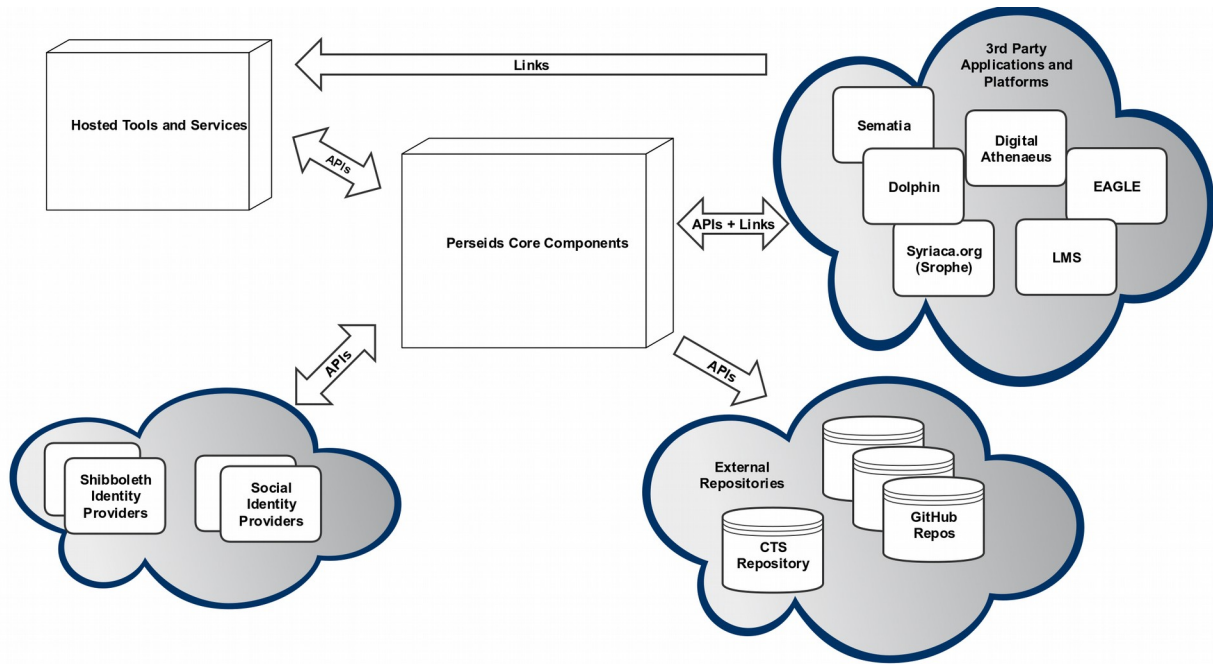 3rd Party
Applications and
Platforms
Links
Sematia
Hosted Tools and Services
Digital
Athenaeus
APIs
Dolphin
EAGLE
Perseids Core Components
APIs + Links
Syriaca.org
(Srophe)
LMS
APIs
APIs
Shibboleth
Identity
Providers
Social
Identity
Providers
External
Repositories
GitHub
Repos
CTS
Repository